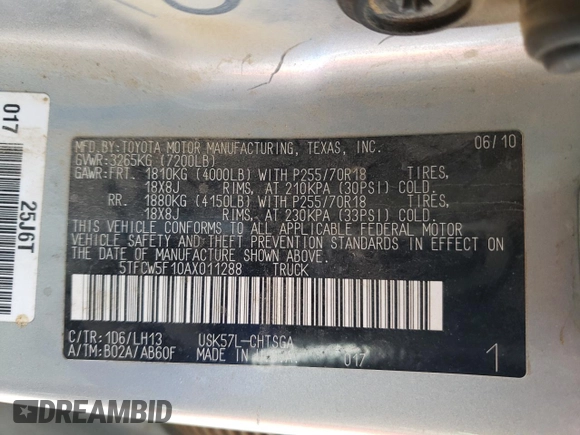 MFD.BY:TOYOTA MOTOR MANUFACTURING, TEXAS, INC. 06/10
GVWR:3265KG (7200LB)
GAWR:FRT. 1810KG (4000LB) WITH P255/70R18 TIRES,
18X8J RIMS, AT 210KPA (30PSI) COLD.
RR. 1880KG (4150LB) WITH P255/70R18 TIRES,
18X8J RIMS, AT 230KPA (33PSI) COLD.
THIS VEHICLE CONFORMS TO ALL APPLICABLE FEDERAL MOTOR
VEHICLE SAFETY AND THEFT PREVENTION STANDARDS IN EFFECT
ON THE DATE OF MANUFACTURE SHOWN ABOVE.
5TFCW5F10AX011288 TRUCK
C/TR:1D6/LH13 USK57L-CHTSGA
A/TM:B02A/AB60F MADE IN 017 1
017
25J6T
DREAMBID